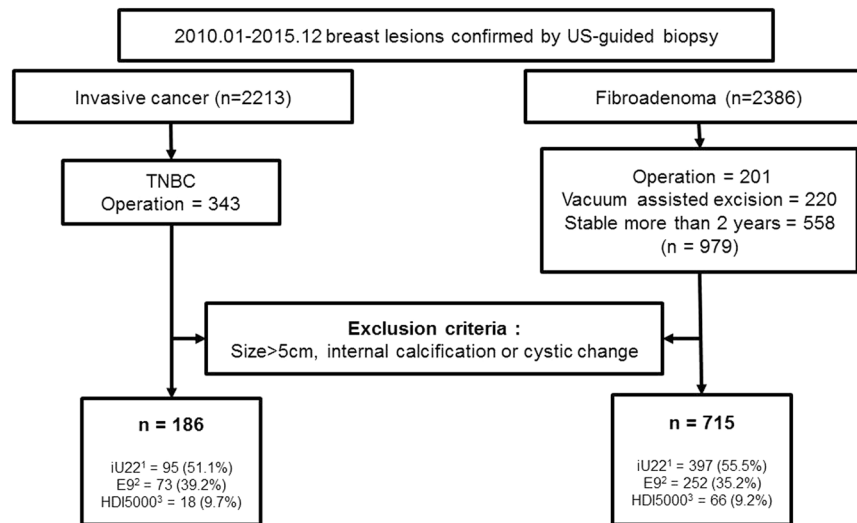 2010.01-2015.12 breast lesions confirmed by US-guided biopsy
Invasive cancer (n=2213)
Fibroadenoma (n=2386)
TNBC
Operation = 343
Operation = 201
Vacuum assisted excision = 220
Stable more than 2 years = 558
(n = 979)
Exclusion criteria :
Size>5cm, internal calcification or cystic change
n = 186
iU22¹ = 95 (51.1%)
E9² = 73 (39.2%)
HDI5000³ = 18 (9.7%)
n = 715
iU22¹ = 397 (55.5%)
E9² = 252 (35.2%)
HDI5000³ = 66 (9.2%)